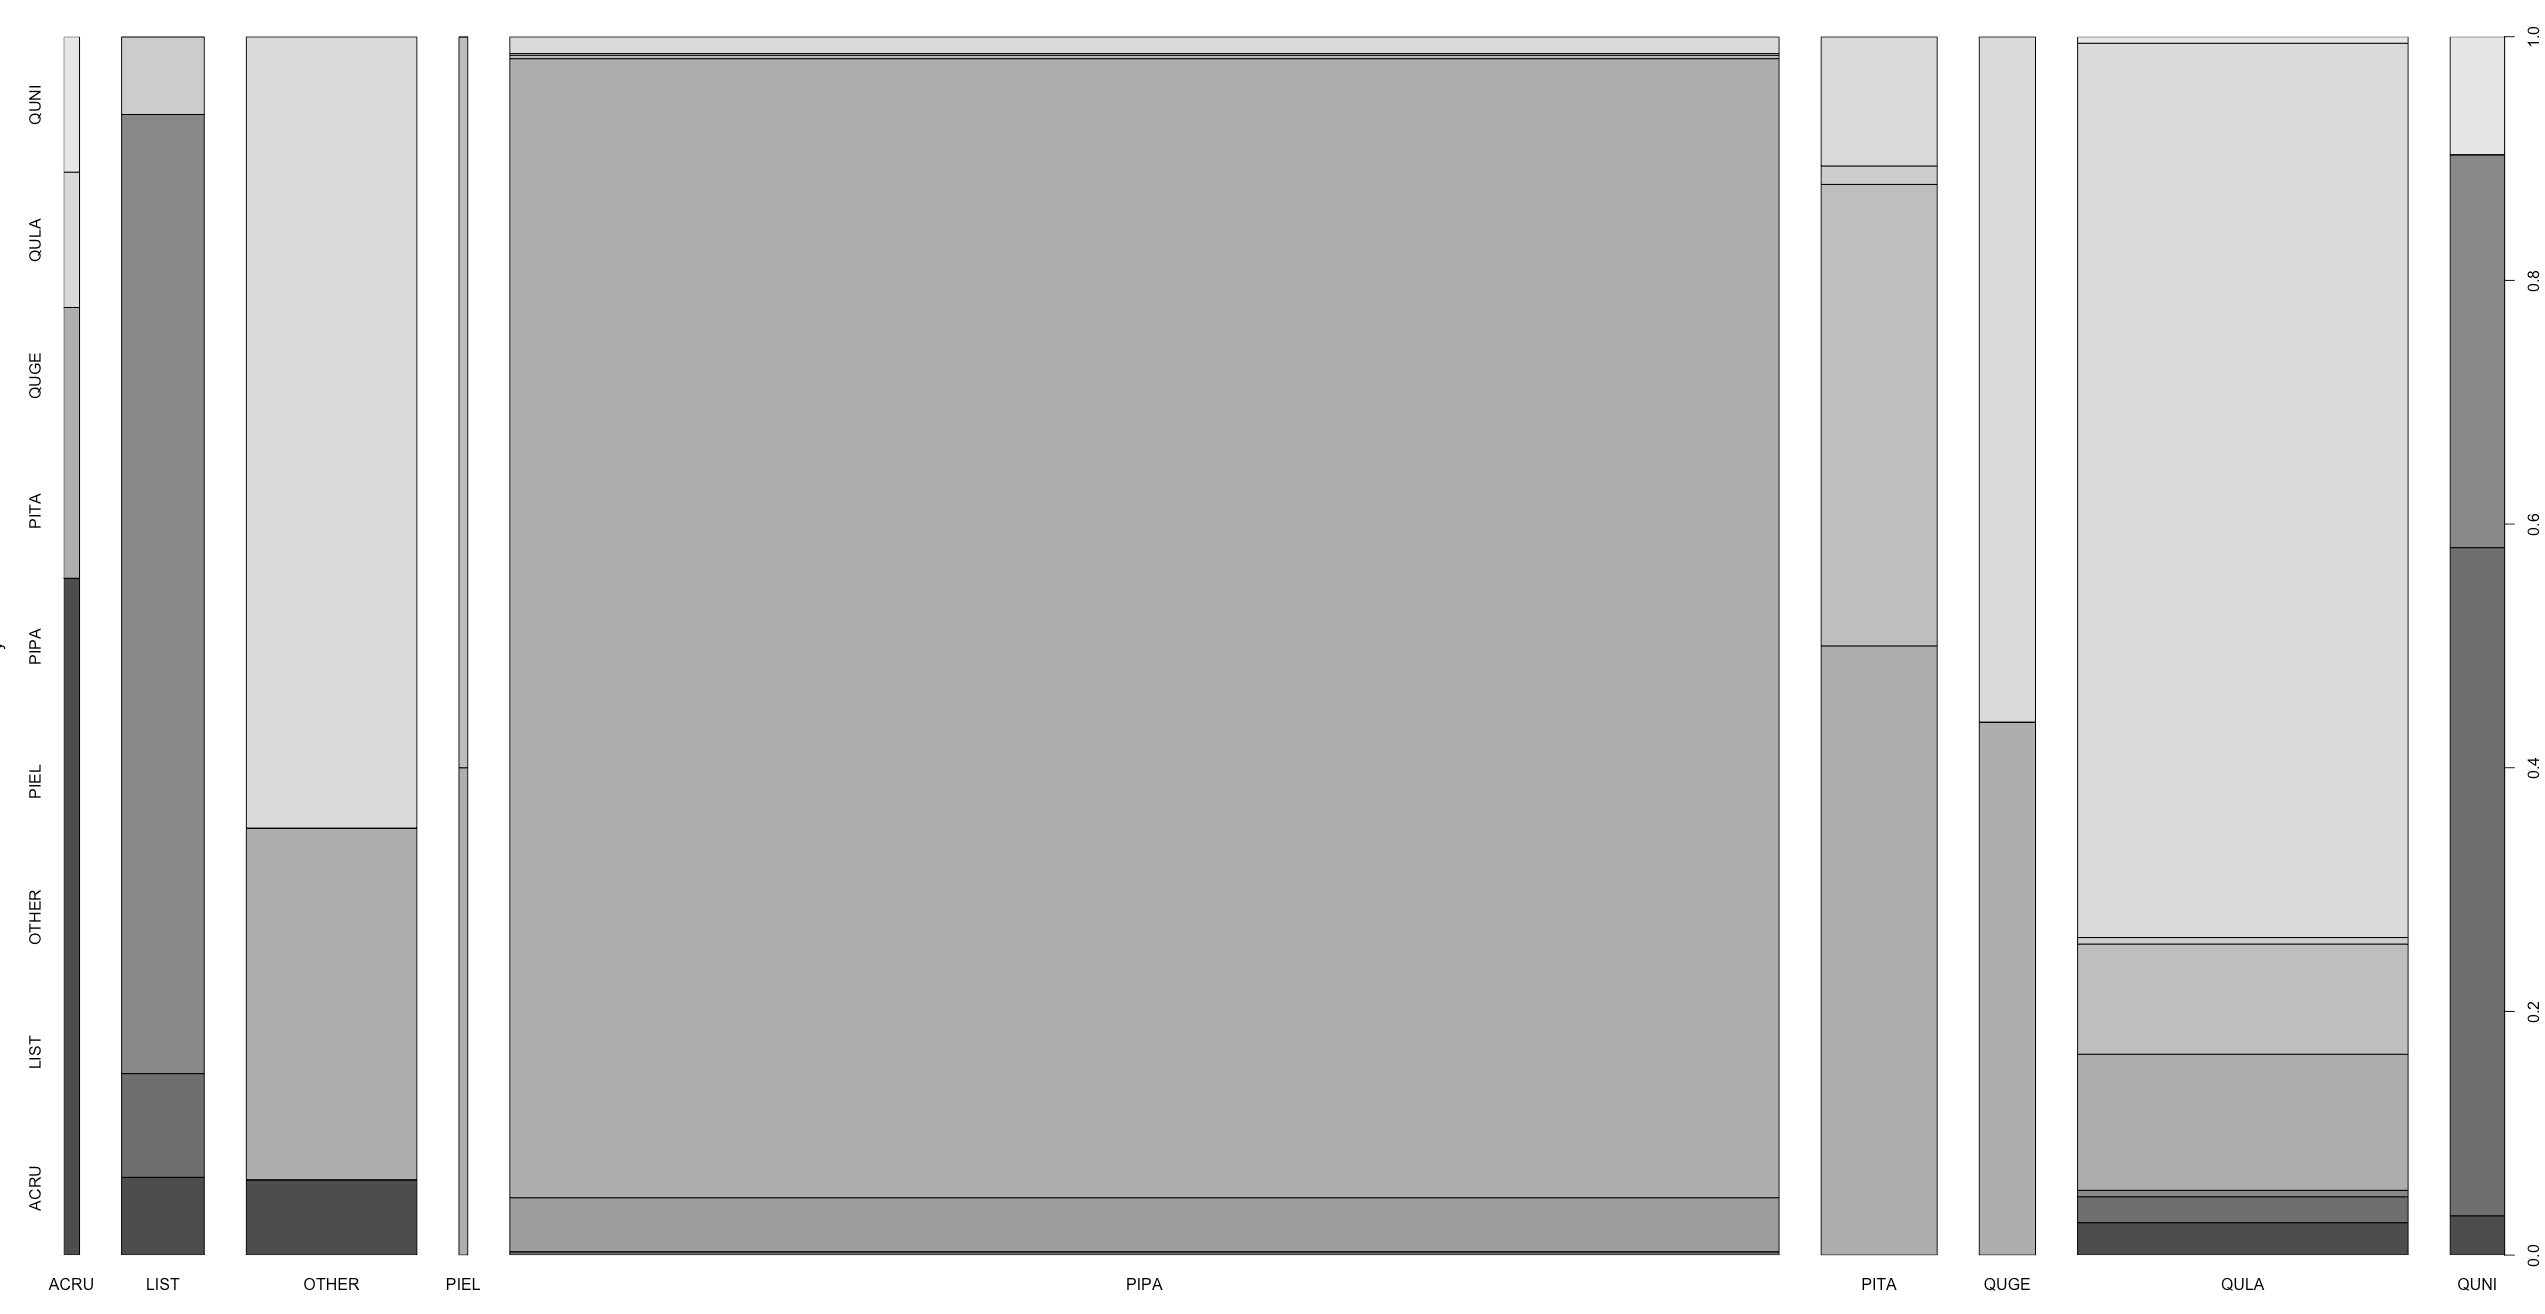 QUNI
QULA
QUGE
PITA
PIPA
PIEL
OTHER
LIST
ACRU
1.0
0.8
0.6
0.4
0.2
0.0
ACRU LIST OTHER PIEL PIPA PITA QUGE QULA QUNI